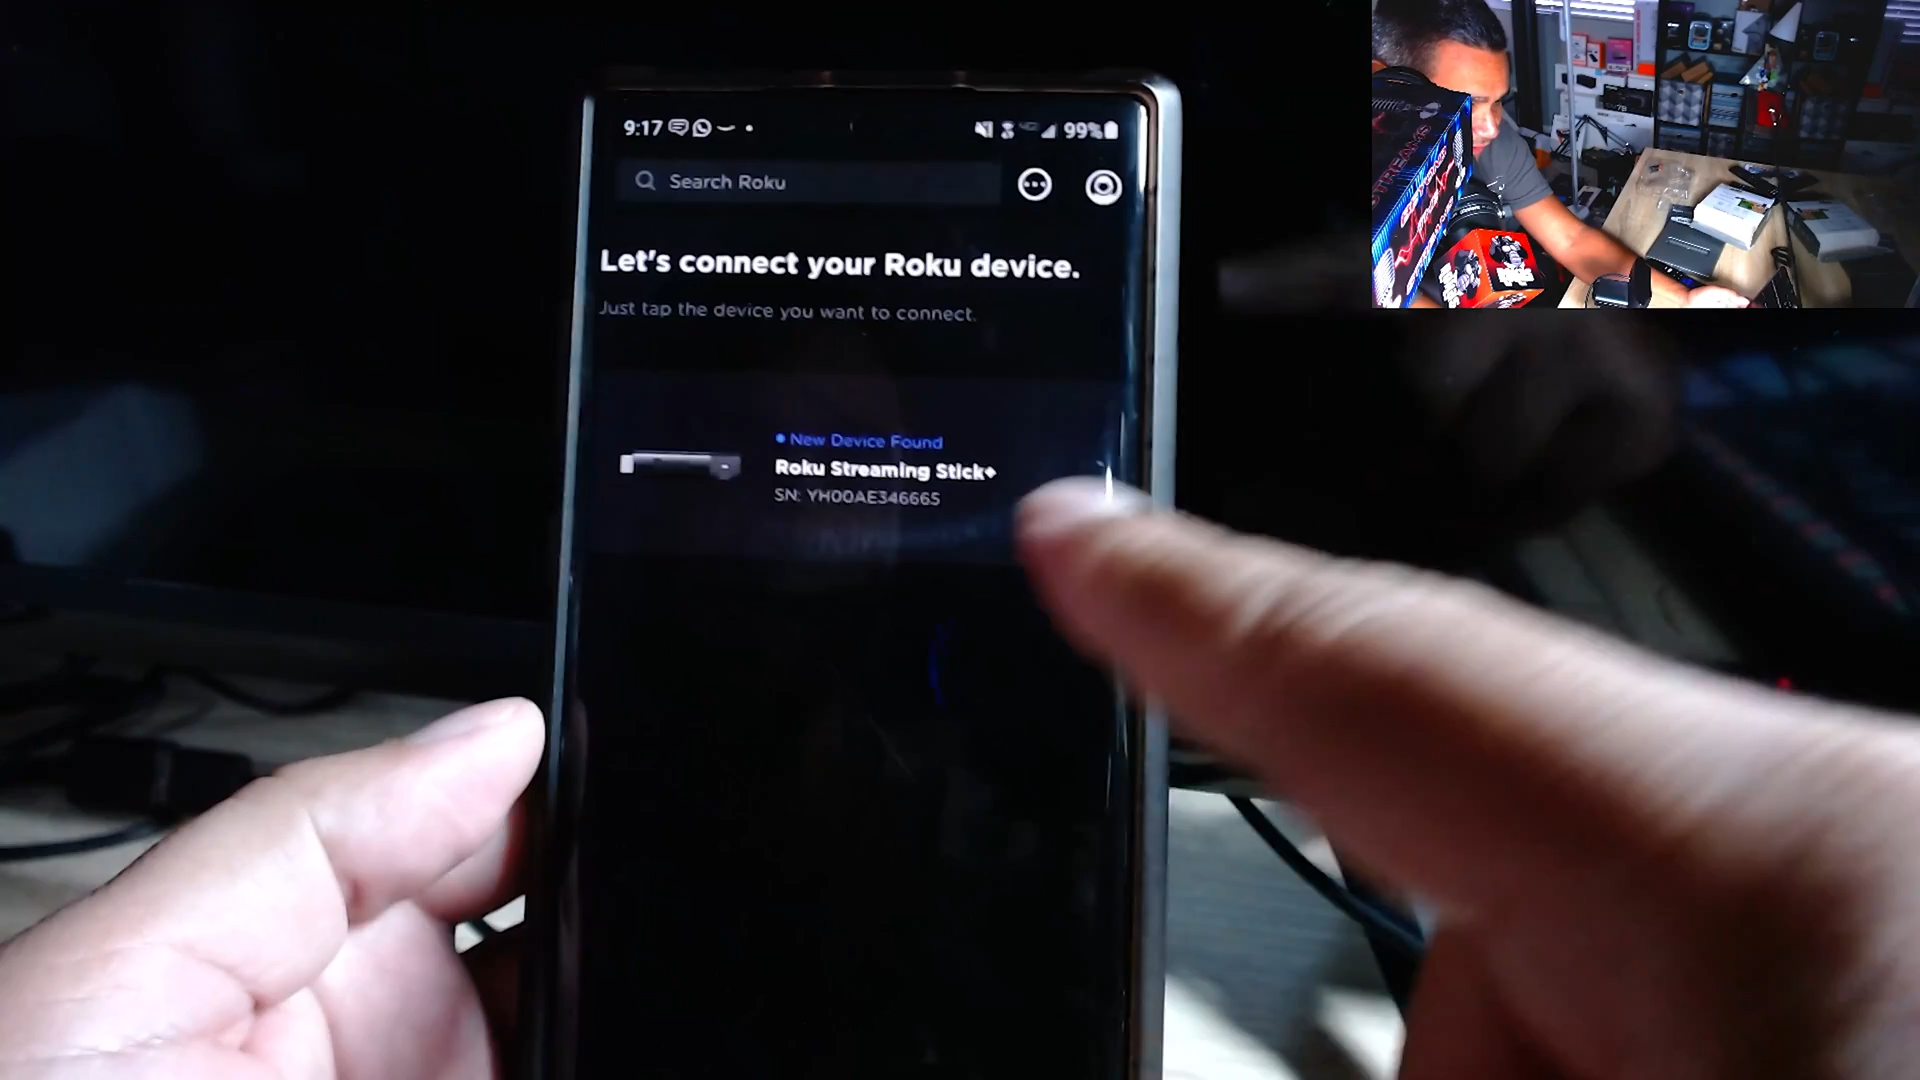 9:17
99%
Search Roku
Let's connect your Roku device.
Just tap the device you want to connect.
New Device Found
Roku Streaming Stick+
SN: YH00AE346665
STREAMS